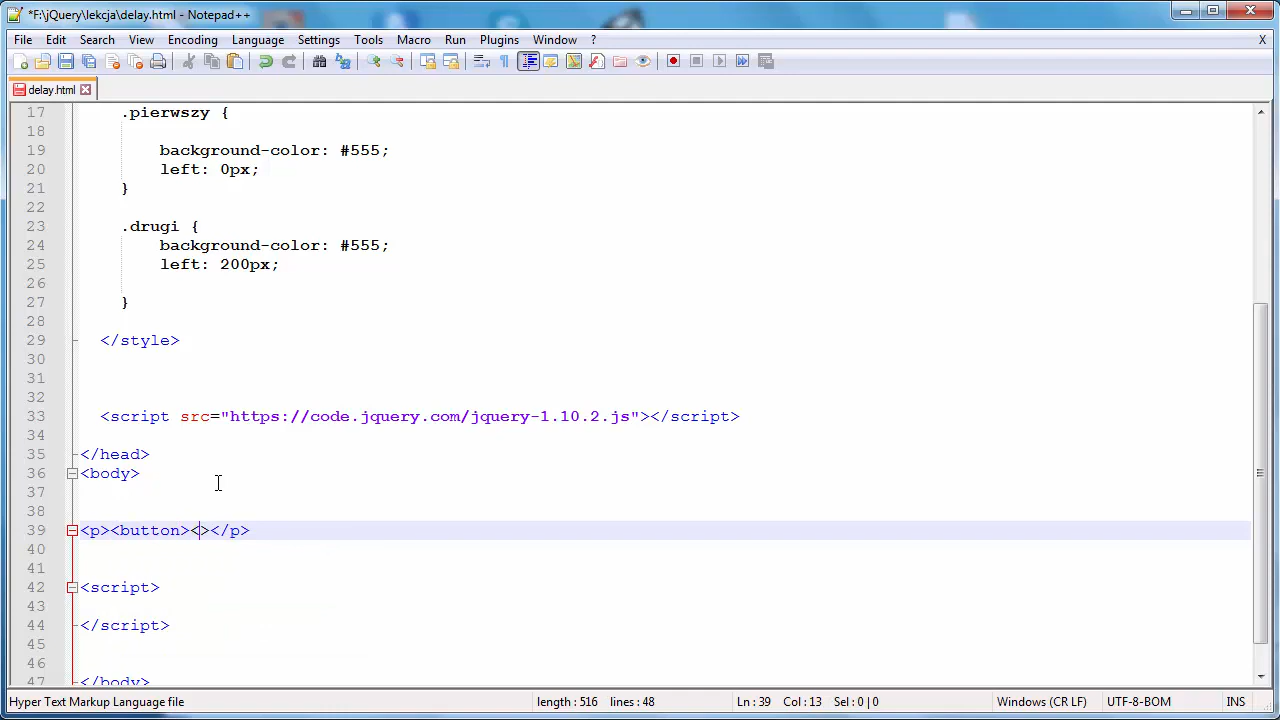 *F:\jQuery\lekcja\delay.html - Notepad++
File Edit Search View Encoding Language Settings Tools Macro Run Plugins Window ? X
delay.html
17 .pierwszy {
18
19 background-color: #555;
20 left: 0px;
21 }
22
23 .drugi {
24 background-color: #555;
25 left: 200px;
26
27 }
28
29 </style>
30
31
32
33 <script src="https://code.jquery.com/jquery-1.10.2.js"></script>
34
35 </head>
36 <body>
37
38
39 <p><button><></p>
40
41
42 <script>
43
44 </script>
45
46
47 </body>
Hyper Text Markup Language file length : 516 lines : 48 Ln : 39 Col : 13 Sel : 0 | 0 Windows (CR LF) UTF-8-BOM INS